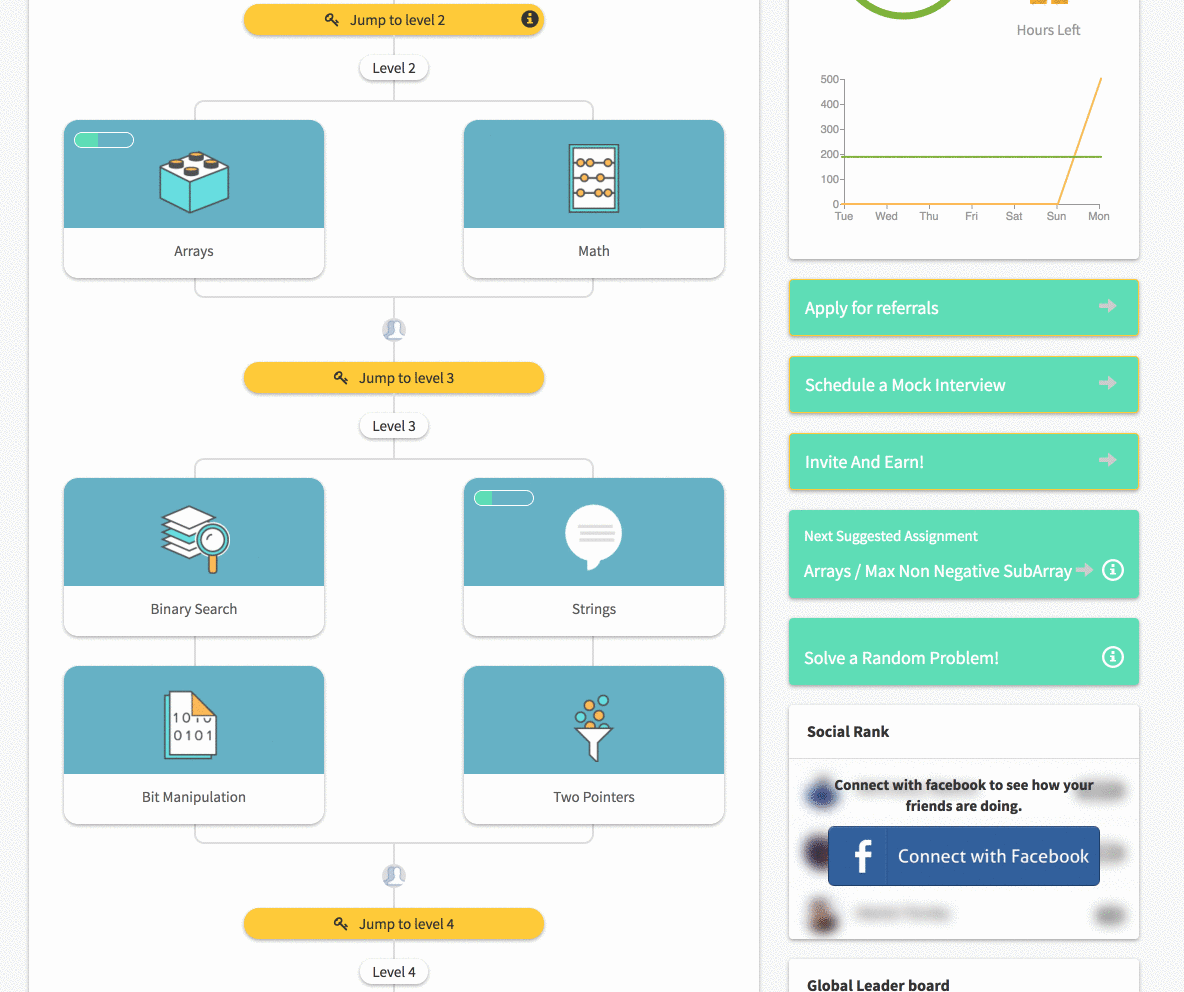 Jump to level 2
Level 2
Arrays
Math
Jump to level 3
Level 3
Binary Search
Strings
1010
0101
Bit Manipulation
Two Pointers
Jump to level 4
Level 4
Hours Left
500
400
300
200
100
0
Tue Wed Thu Fri Sat Sun Mon
Apply for referrals
Schedule a Mock Interview
Invite And Earn!
Next Suggested Assignment
Arrays / Max Non Negative SubArray
Solve a Random Problem!
Social Rank
Connect with facebook to see how your
friends are doing.
f Connect with Facebook
Global Leader board